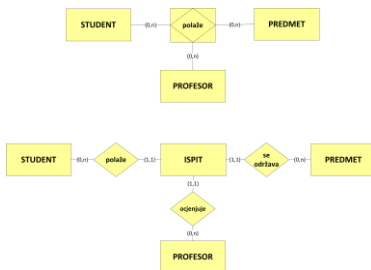 STUDENT (0,n) polaže (0,n) PREDMET
(0,n)
PROFESOR
STUDENT (0,n) polaže (1,1) ISPIT (1,1) se održava (0,n) PREDMET
(1,1)
ocjenjuje
(0,n)
PROFESOR